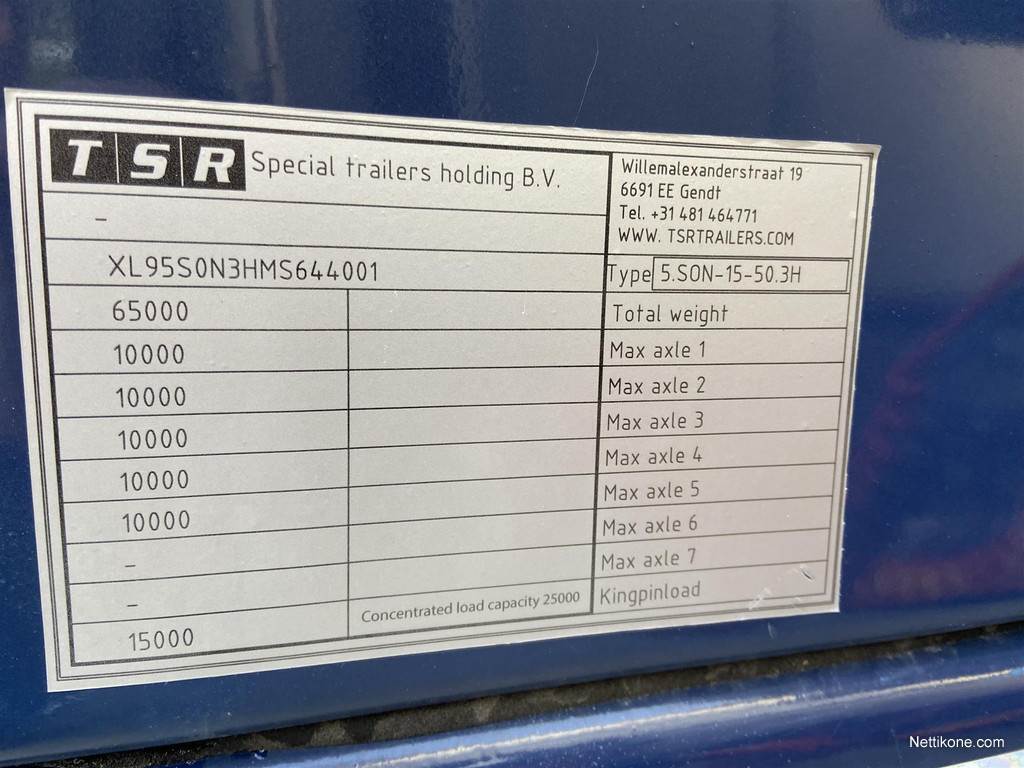 TSR Special trailers holding B.V.
Willemalexanderstraat 19
6691 EE Gendt
Tel. +31 481 464771
WWW. TSRTRAILERS.COM
-
XL95S0N3HMS644001 Type 5.SON-15-50.3H
65000 Total weight
10000 Max axle 1
10000 Max axle 2
10000 Max axle 3
10000 Max axle 4
10000 Max axle 5
- Max axle 6
- Max axle 7
15000 Concentrated load capacity 25000 Kingpinload
Nettikone.com